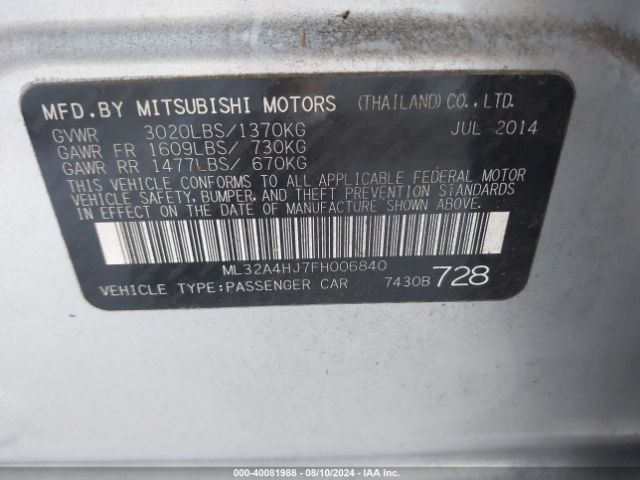 MFD.BY MITSUBISHI MOTORS (THAILAND)CO.,LTD.
GVWR 3020LBS/1370KG JUL 2014
GAWR FR 1609LBS/ 730KG
GAWR RR 1477LBS/ 670KG
THIS VEHICLE CONFORMS TO ALL APPLICABLE FEDERAL MOTOR
VEHICLE SAFETY, BUMPER, AND THEFT PREVENTION STANDARDS
IN EFFECT ON THE DATE OF MANUFACTURE SHOWN ABOVE.
ML32A4HJ7FH006840
VEHICLE TYPE:PASSENGER CAR 7430B 728
000-40081988 - 08/10/2024 - IAA Inc.